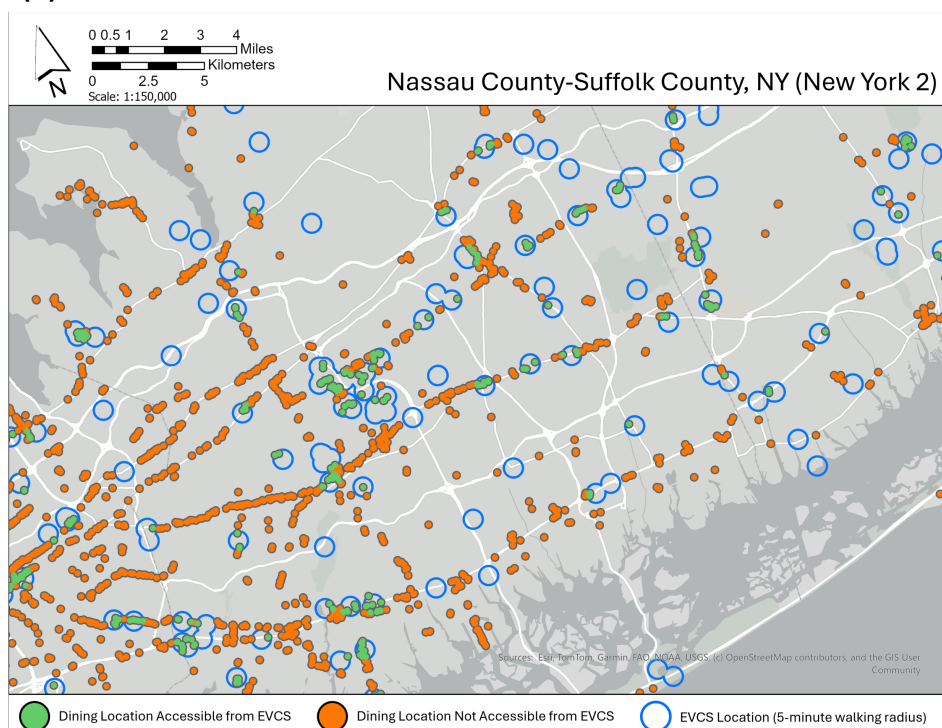 0 0.5 1 2 3 4
Miles
Kilometers
0 2.5 5
N
Scale: 1:150,000
Nassau County-Suffolk County, NY (New York 2)
Sources: Esri, TomTom, Garmin, FAO, NOAA, USGS, (c) OpenStreetMap contributors, and the GIS User
Community
Dining Location Accessible from EVCS
Dining Location Not Accessible from EVCS
EVCS Location (5-minute walking radius)